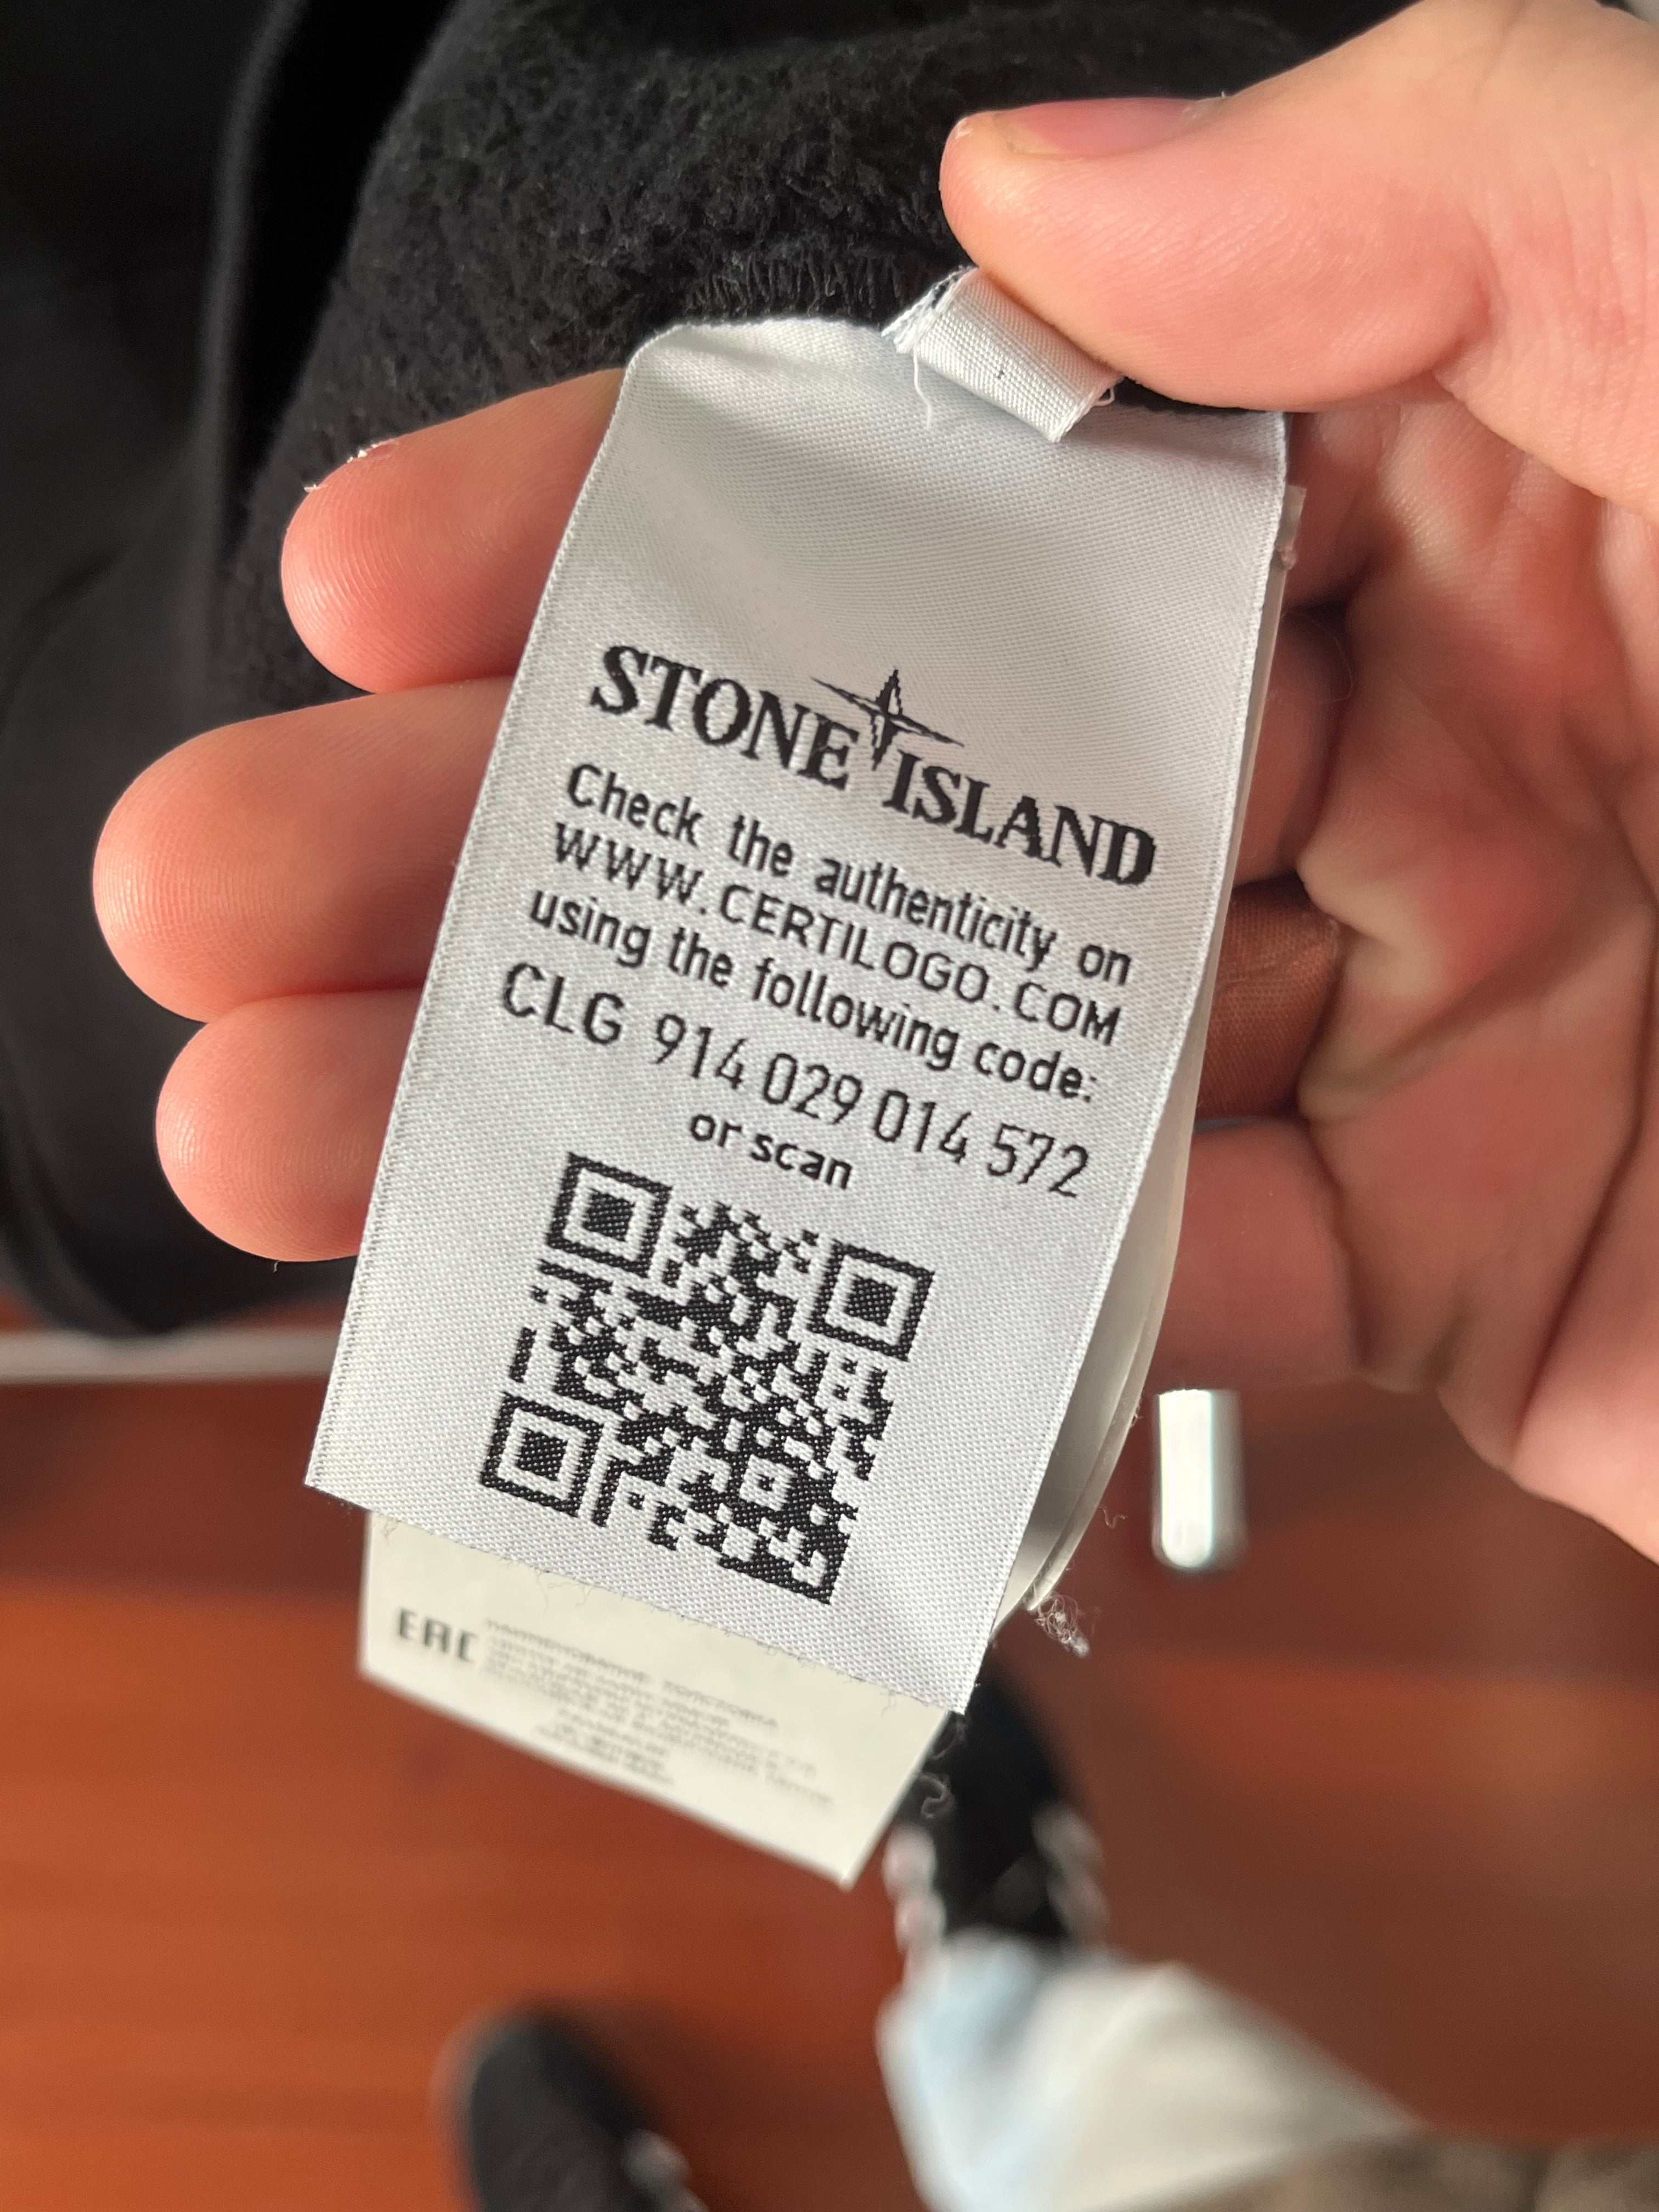 STONE ISLAND
Check the authenticity on
WWW.CERTILOGO.COM
using the following code:
CLG 914 029 014 572
or scan
EAC